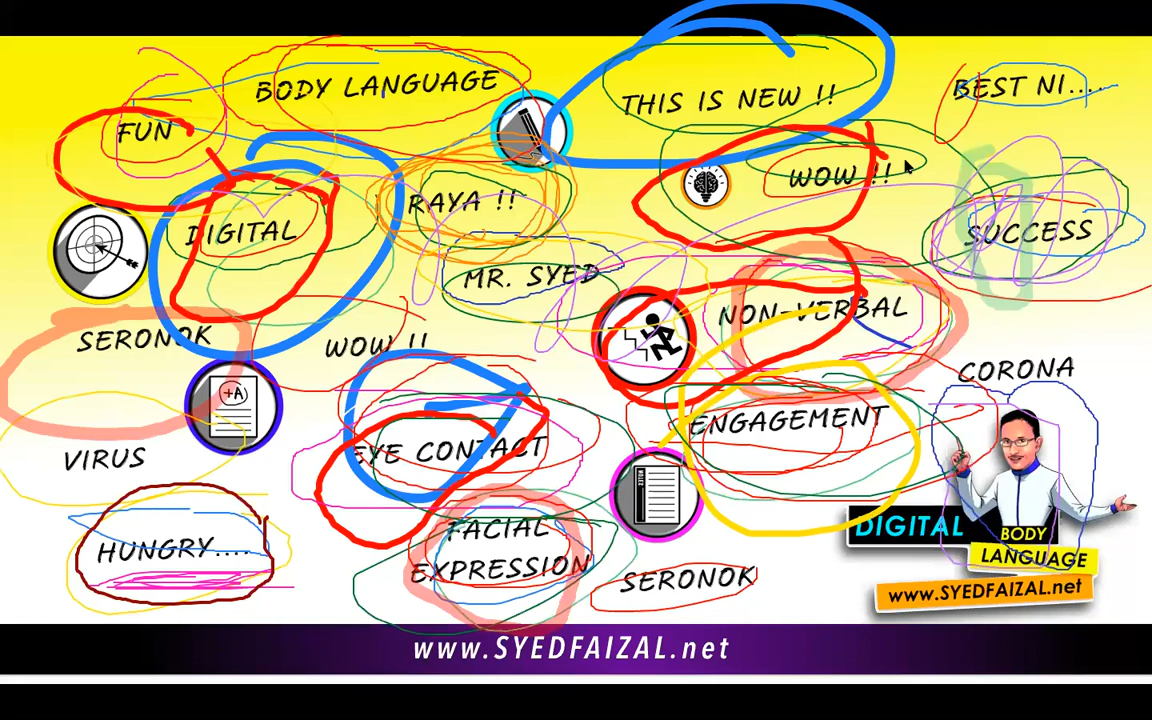 BODY LANGUAGE
THIS IS NEW !!
BEST NI....
FUN
WOW !!
RAYA !!
DIGITAL
SUCCESS
MR. SYED
NON-VERBAL
SERONOK
WOW !!
CORONA
+A
ENGAGEMENT
EYE CONTACT
VIRUS
FACIAL
EXPRESSION
HUNGRY....
SERONOK
DIGITAL
BODY
LANGUAGE
www.SYEDFAIZAL.net
www.SYEDFAIZAL.net